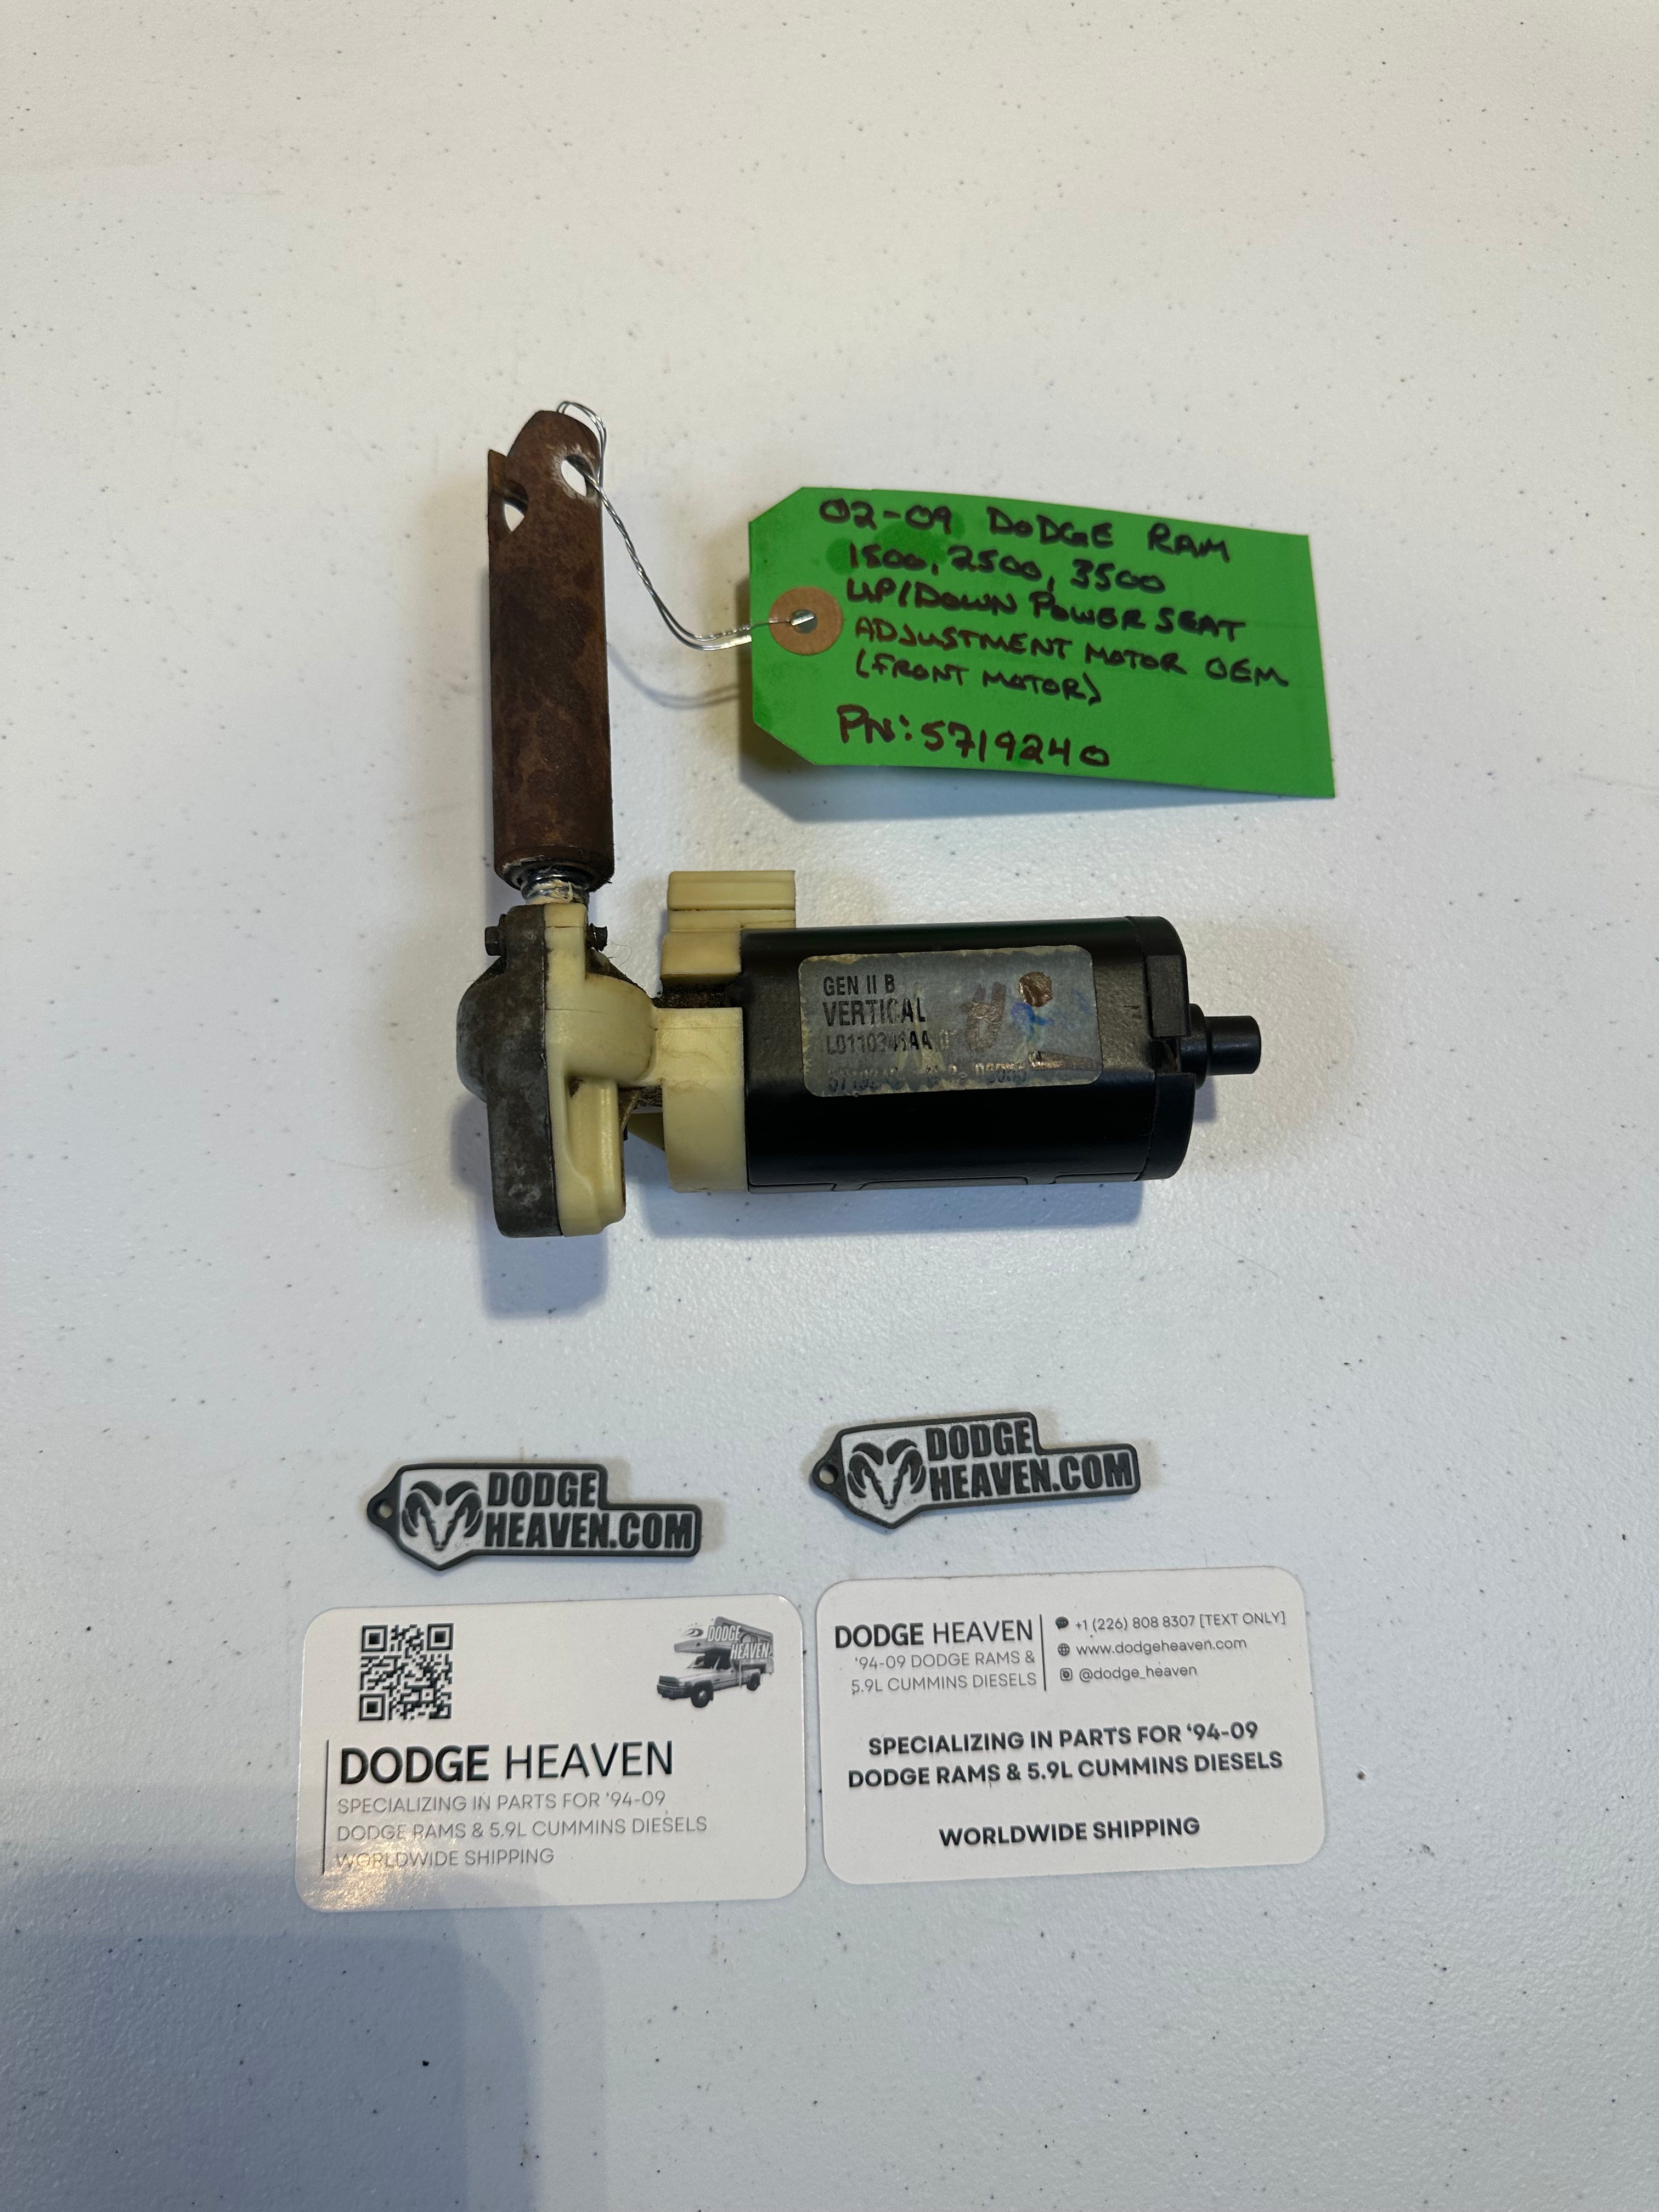 02-09 DODGE RAM
1500, 2500, 3500
UP/DOWN POWER SEAT
ADJUSTMENT MOTOR OEM
(FRONT MOTOR)
PN: 5719240
GEN II B
VERTICAL
DODGE
HEAVEN.COM
DODGE
HEAVEN.COM
DODGE
HEAVEN
DODGE HEAVEN
SPECIALIZING IN PARTS FOR '94-09
DODGE RAMS & 5.9L CUMMINS DIESELS
WORLDWIDE SHIPPING
DODGE HEAVEN
'94-09 DODGE RAMS &
5.9L CUMMINS DIESELS
+1 (226) 808 8307 [TEXT ONLY]
www.dodgeheaven.com
@dodge_heaven
SPECIALIZING IN PARTS FOR '94-09
DODGE RAMS & 5.9L CUMMINS DIESELS
WORLDWIDE SHIPPING